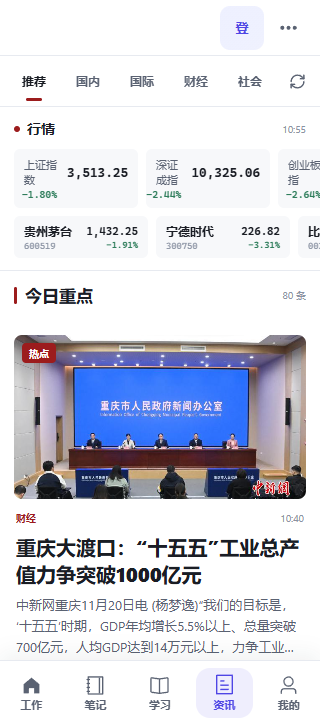 登
推荐 国内 国际 财经 社会
行情 10:55
上证指数 3,513.25 -1.80%
深证成指 10,325.06 -2.44%
创业板指 -2.64%
贵州茅台 1,432.25
600519 -1.91%
宁德时代 226.82
300750 -3.31%
比
00
今日重点 80 条
热点
重庆市人民政府新闻办公室
Information Office of Chongqing Municipal People's Government
中新网
财经 10:40
重庆大渡口：“十五五”工业总产
值力争突破1000亿元
中新网重庆11月20日电 (杨梦逸)“我们的目标是，
‘十五五’时期，GDP年均增长5.5%以上、总量突破
700亿元，人均GDP达到14万元以上，力争工业...
工作 笔记 学习 资讯 我的